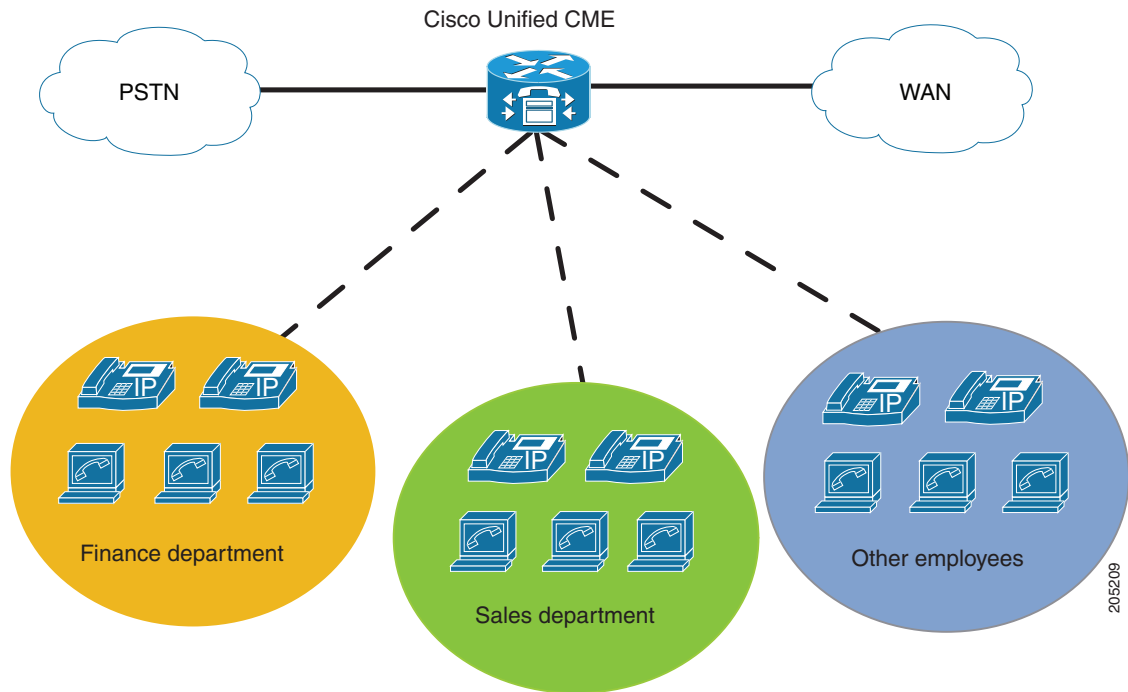 Cisco Unified CME
PSTN
WAN
IP
IP
IP
IP
IP
IP
Finance department
Other employees
Sales department
205209